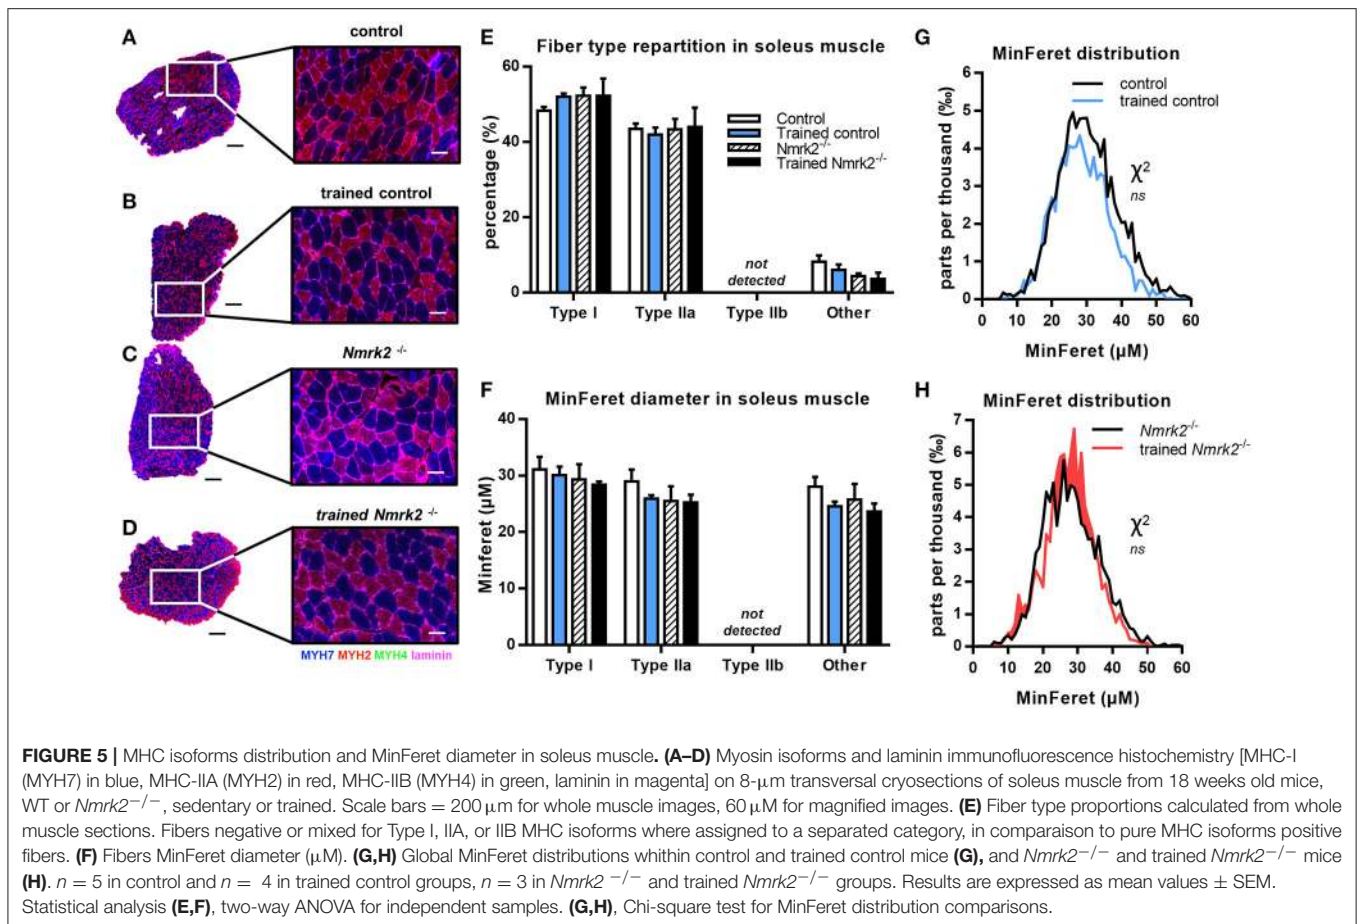 A
control
B
trained control
C
Nmrk2 -/-
D
trained Nmrk2 -/-
MYH7 MYH2 MYH4 laminin
E
Fiber type repartition in soleus muscle
percentage (%)
60
40
20
0
Control
Trained control
Nmrk2-/-
Trained Nmrk2-/-
not
detected
Type I Type IIa Type IIb Other
F
MinFeret diameter in soleus muscle
Minferet (µM)
40
30
20
10
0
not
detected
Type I Type IIa Type IIb Other
G
MinFeret distribution
control
trained control
parts per thousand (‰)
6
5
4
3
2
1
0
χ2
ns
0 10 20 30 40 50 60
MinFeret (µM)
H
MinFeret distribution
Nmrk2-/-
trained Nmrk2-/-
parts per thousand (‰)
7
6
5
4
3
2
1
0
χ2
ns
0 10 20 30 40 50 60
MinFeret (µM)
FIGURE 5 | MHC isoforms distribution and MinFeret diameter in soleus muscle. (A–D) Myosin isoforms and laminin immunofluorescence histochemistry [MHC-I
(MYH7) in blue, MHC-IIA (MYH2) in red, MHC-IIB (MYH4) in green, laminin in magenta] on 8-µm transversal cryosections of soleus muscle from 18 weeks old mice,
WT or Nmrk2−/−, sedentary or trained. Scale bars = 200 µm for whole muscle images, 60 µM for magnified images. (E) Fiber type proportions calculated from whole
muscle sections. Fibers negative or mixed for Type I, IIA, or IIB MHC isoforms where assigned to a separated category, in comparaison to pure MHC isoforms positive
fibers. (F) Fibers MinFeret diameter (µM). (G,H) Global MinFeret distributions whithin control and trained control mice (G), and Nmrk2−/− and trained Nmrk2−/− mice
(H). n = 5 in control and n = 4 in trained control groups, n = 3 in Nmrk2 −/− and trained Nmrk2−/− groups. Results are expressed as mean values ± SEM.
Statistical analysis (E,F), two-way ANOVA for independent samples. (G,H), Chi-square test for MinFeret distribution comparisons.